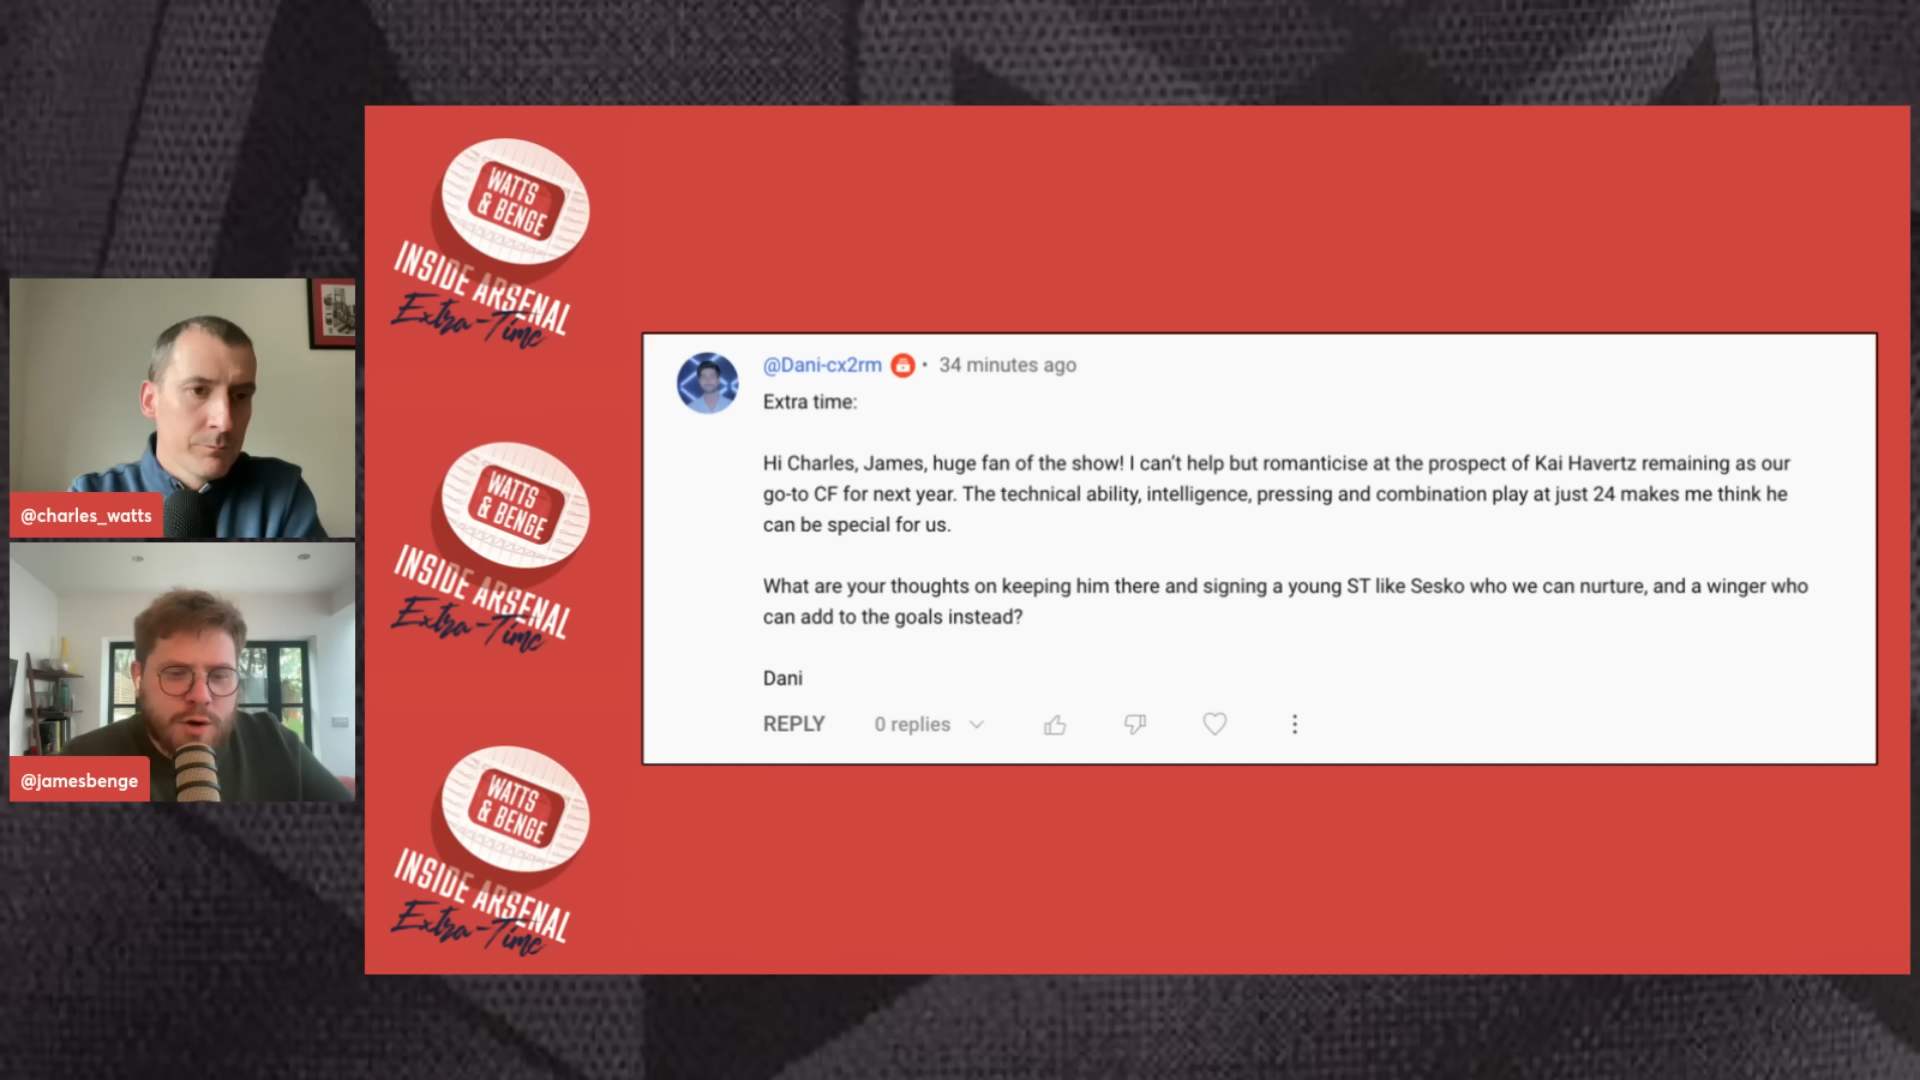 WATTS
& BENGE
INSIDE ARSENAL
Extra-Time
@charles_watts
@jamesbenge
WATTS
& BENGE
INSIDE ARSENAL
Extra-Time
WATTS
& BENGE
INSIDE ARSENAL
Extra-Time
@Dani-cx2rm • 34 minutes ago
Extra time:
Hi Charles, James, huge fan of the show! I can't help but romanticise at the prospect of Kai Havertz remaining as our
go-to CF for next year. The technical ability, intelligence, pressing and combination play at just 24 makes me think he
can be special for us.
What are your thoughts on keeping him there and signing a young ST like Sesko who we can nurture, and a winger who
can add to the goals instead?
Dani
REPLY 0 replies